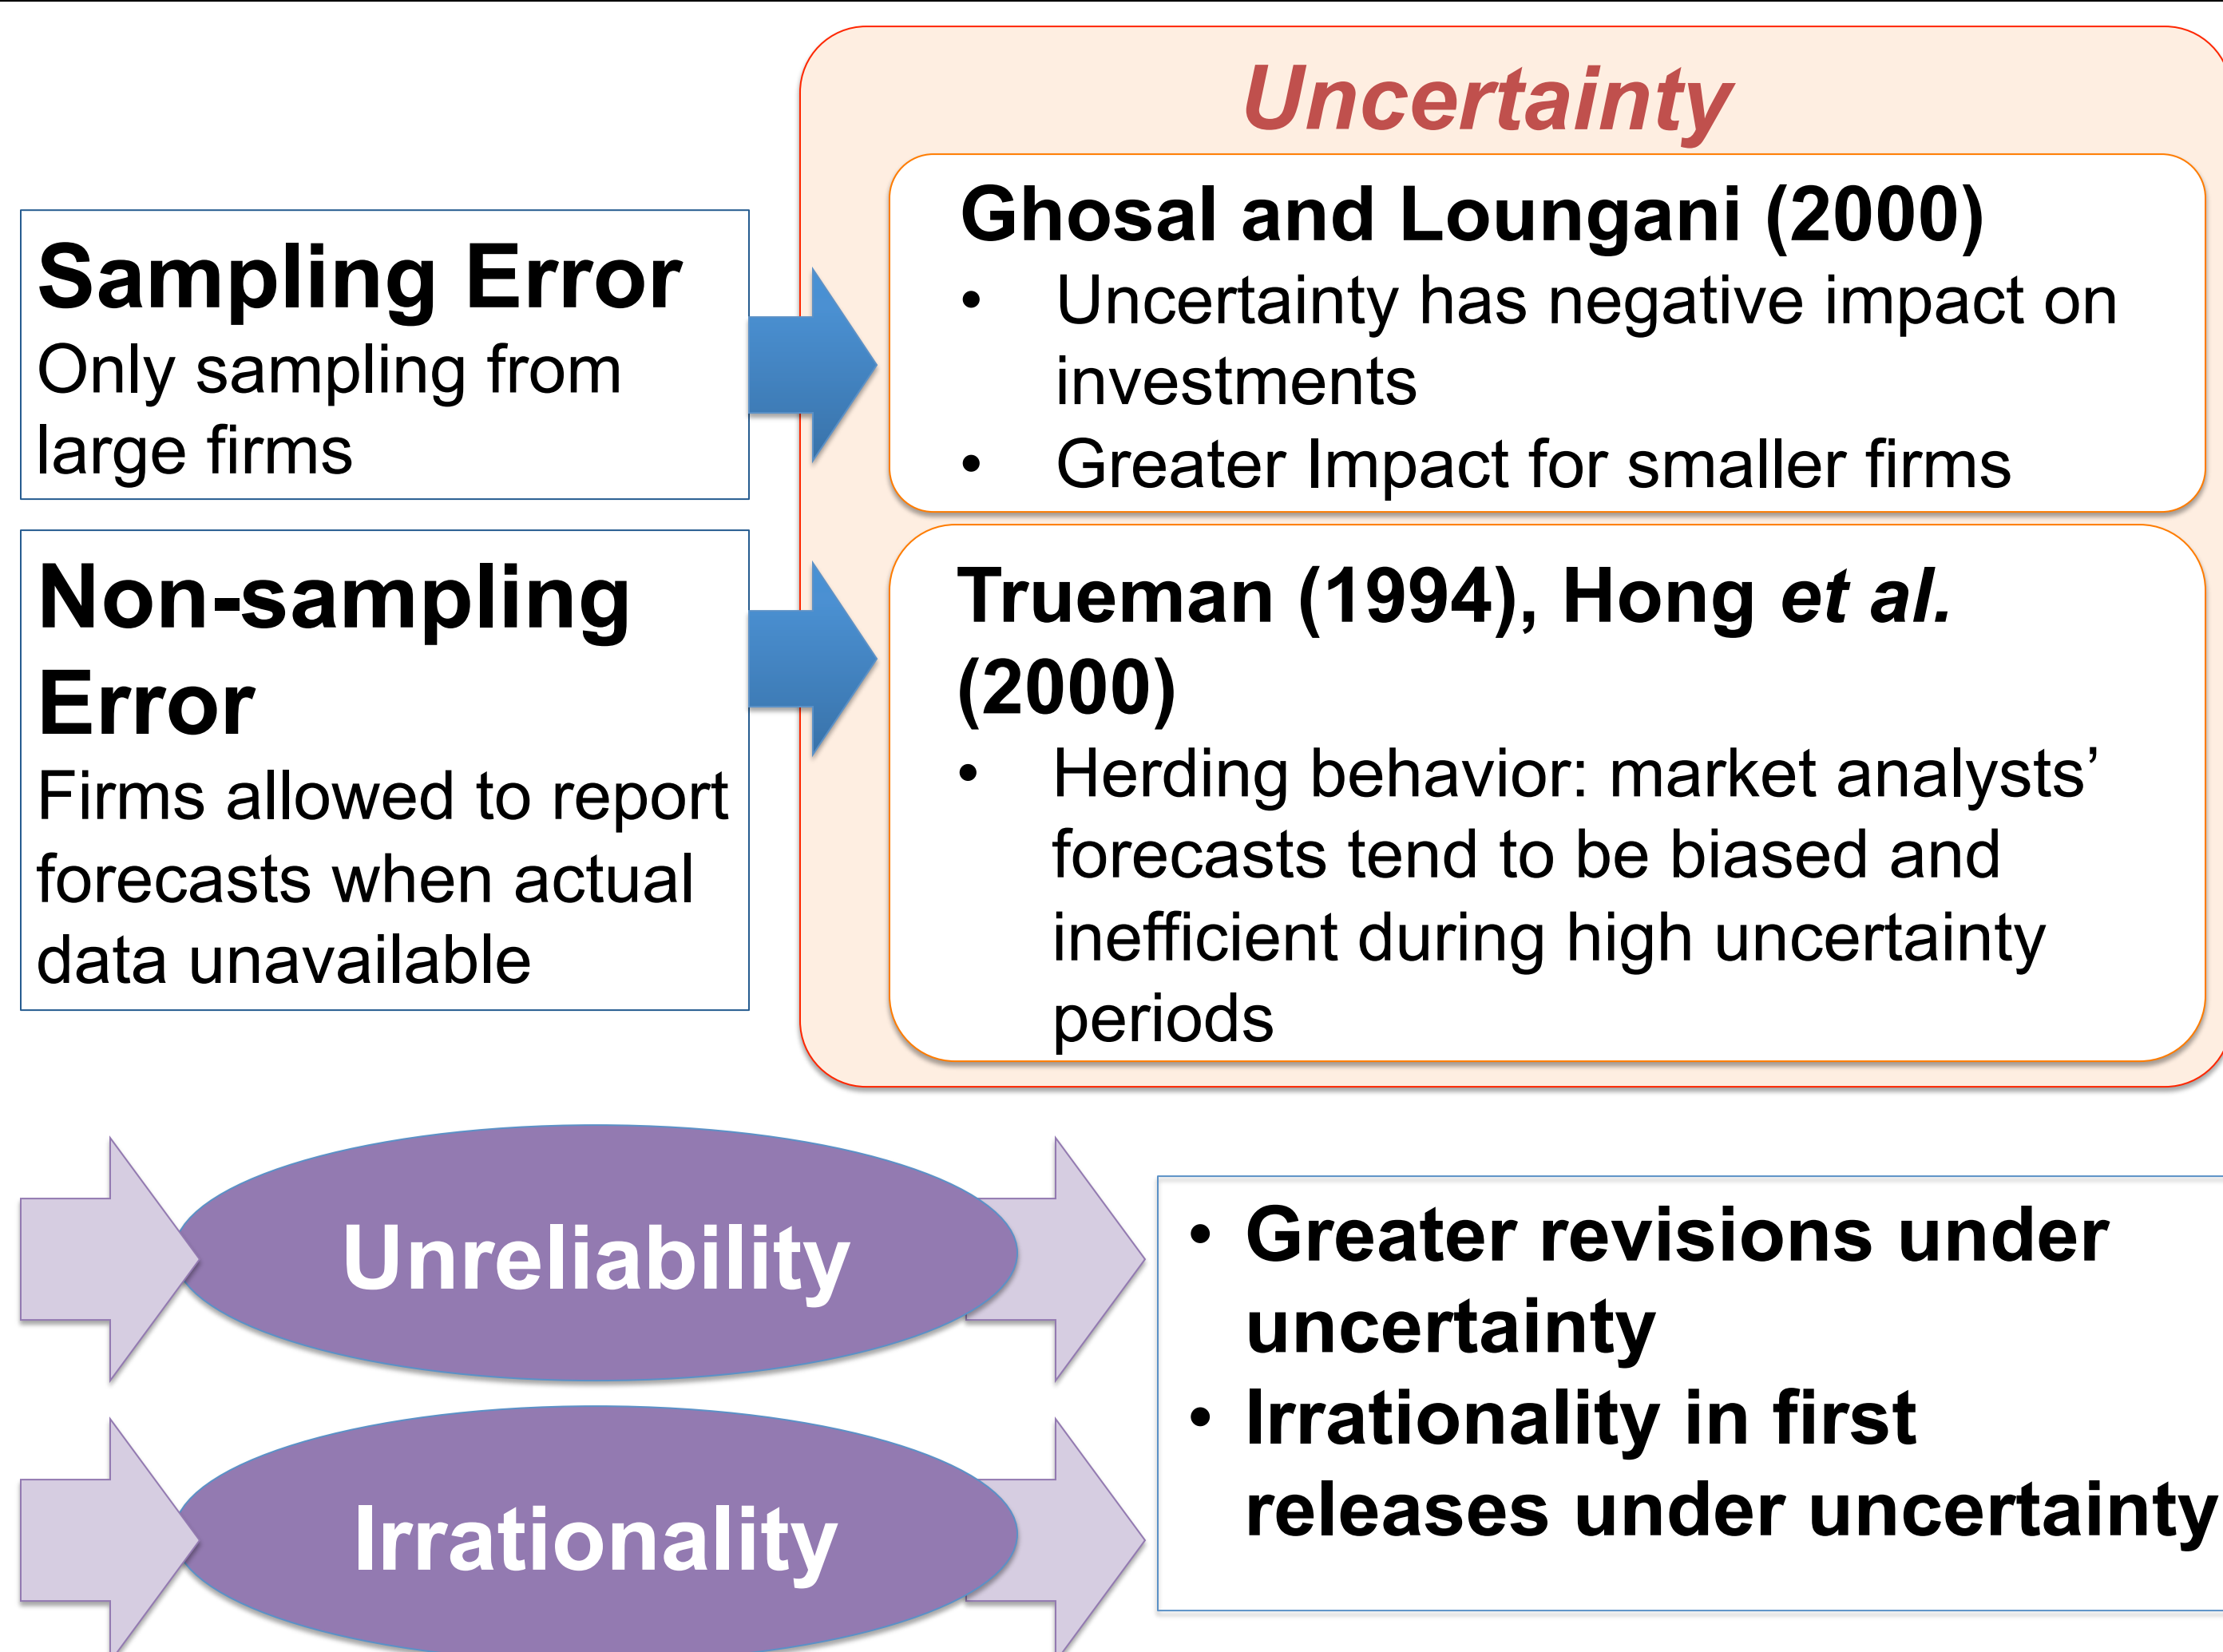 Uncertainty
Sampling Error
Only sampling from
large firms
Ghosal and Loungani (2000)
• Uncertainty has negative impact on
investments
• Greater Impact for smaller firms
Non-sampling
Error
Firms allowed to report
forecasts when actual
data unavailable
Trueman (1994), Hong et al.
(2000)
• Herding behavior: market analysts’
forecasts tend to be biased and
inefficient during high uncertainty
periods
Unreliability
Irrationality
• Greater revisions under
uncertainty
• Irrationality in first
releases under uncertainty